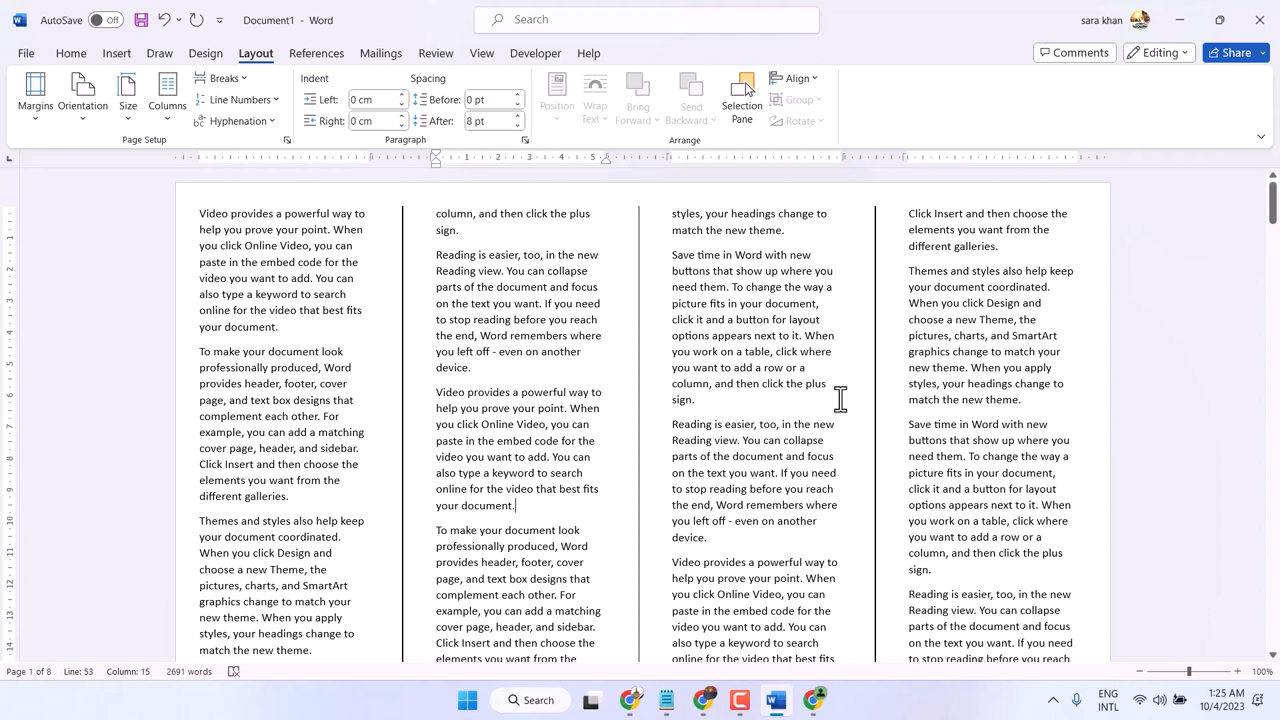 AutoSave Off Document1 - Word Search sara khan
File Home Insert Draw Design Layout References Mailings Review View Developer Help Comments Editing Share
Margins
Orientation
Size
Columns
Breaks
Line Numbers
Hyphenation
Page Setup
Indent
Left: 0 cm
Right: 0 cm
Spacing
Before: 0 pt
After: 8 pt
Paragraph
Position
Wrap
Text
Bring
Forward
Send
Backward
Selection
Pane
Align
Group
Rotate
Arrange
1 2 3 4 5
Video provides a powerful way to
help you prove your point. When
you click Online Video, you can
paste in the embed code for the
video you want to add. You can
also type a keyword to search
online for the video that best fits
your document.
To make your document look
professionally produced, Word
provides header, footer, cover
page, and text box designs that
complement each other. For
example, you can add a matching
cover page, header, and sidebar.
Click Insert and then choose the
elements you want from the
different galleries.
Themes and styles also help keep
your document coordinated.
When you click Design and
choose a new Theme, the
pictures, charts, and SmartArt
graphics change to match your
new theme. When you apply
styles, your headings change to
match the new theme.
column, and then click the plus
sign.
Reading is easier, too, in the new
Reading view. You can collapse
parts of the document and focus
on the text you want. If you need
to stop reading before you reach
the end, Word remembers where
you left off - even on another
device.
Video provides a powerful way to
help you prove your point. When
you click Online Video, you can
paste in the embed code for the
video you want to add. You can
also type a keyword to search
online for the video that best fits
your document.
To make your document look
professionally produced, Word
provides header, footer, cover
page, and text box designs that
complement each other. For
example, you can add a matching
cover page, header, and sidebar.
Click Insert and then choose the
elements you want from the
styles, your headings change to
match the new theme.
Save time in Word with new
buttons that show up where you
need them. To change the way a
picture fits in your document,
click it and a button for layout
options appears next to it. When
you work on a table, click where
you want to add a row or a
column, and then click the plus
sign.
Reading is easier, too, in the new
Reading view. You can collapse
parts of the document and focus
on the text you want. If you need
to stop reading before you reach
the end, Word remembers where
you left off - even on another
device.
Video provides a powerful way to
help you prove your point. When
you click Online Video, you can
paste in the embed code for the
video you want to add. You can
also type a keyword to search
online for the video that best fits
Click Insert and then choose the
elements you want from the
different galleries.
Themes and styles also help keep
your document coordinated.
When you click Design and
choose a new Theme, the
pictures, charts, and SmartArt
graphics change to match your
new theme. When you apply
styles, your headings change to
match the new theme.
Save time in Word with new
buttons that show up where you
need them. To change the way a
picture fits in your document,
click it and a button for layout
options appears next to it. When
you work on a table, click where
you want to add a row or a
column, and then click the plus
sign.
Reading is easier, too, in the new
Reading view. You can collapse
parts of the document and focus
on the text you want. If you need
to stop reading before you reach
Page 1 of 8 Line: 53 Column: 15 2691 words 100%
Search
ENG
INTL
1:25 AM
10/4/2023